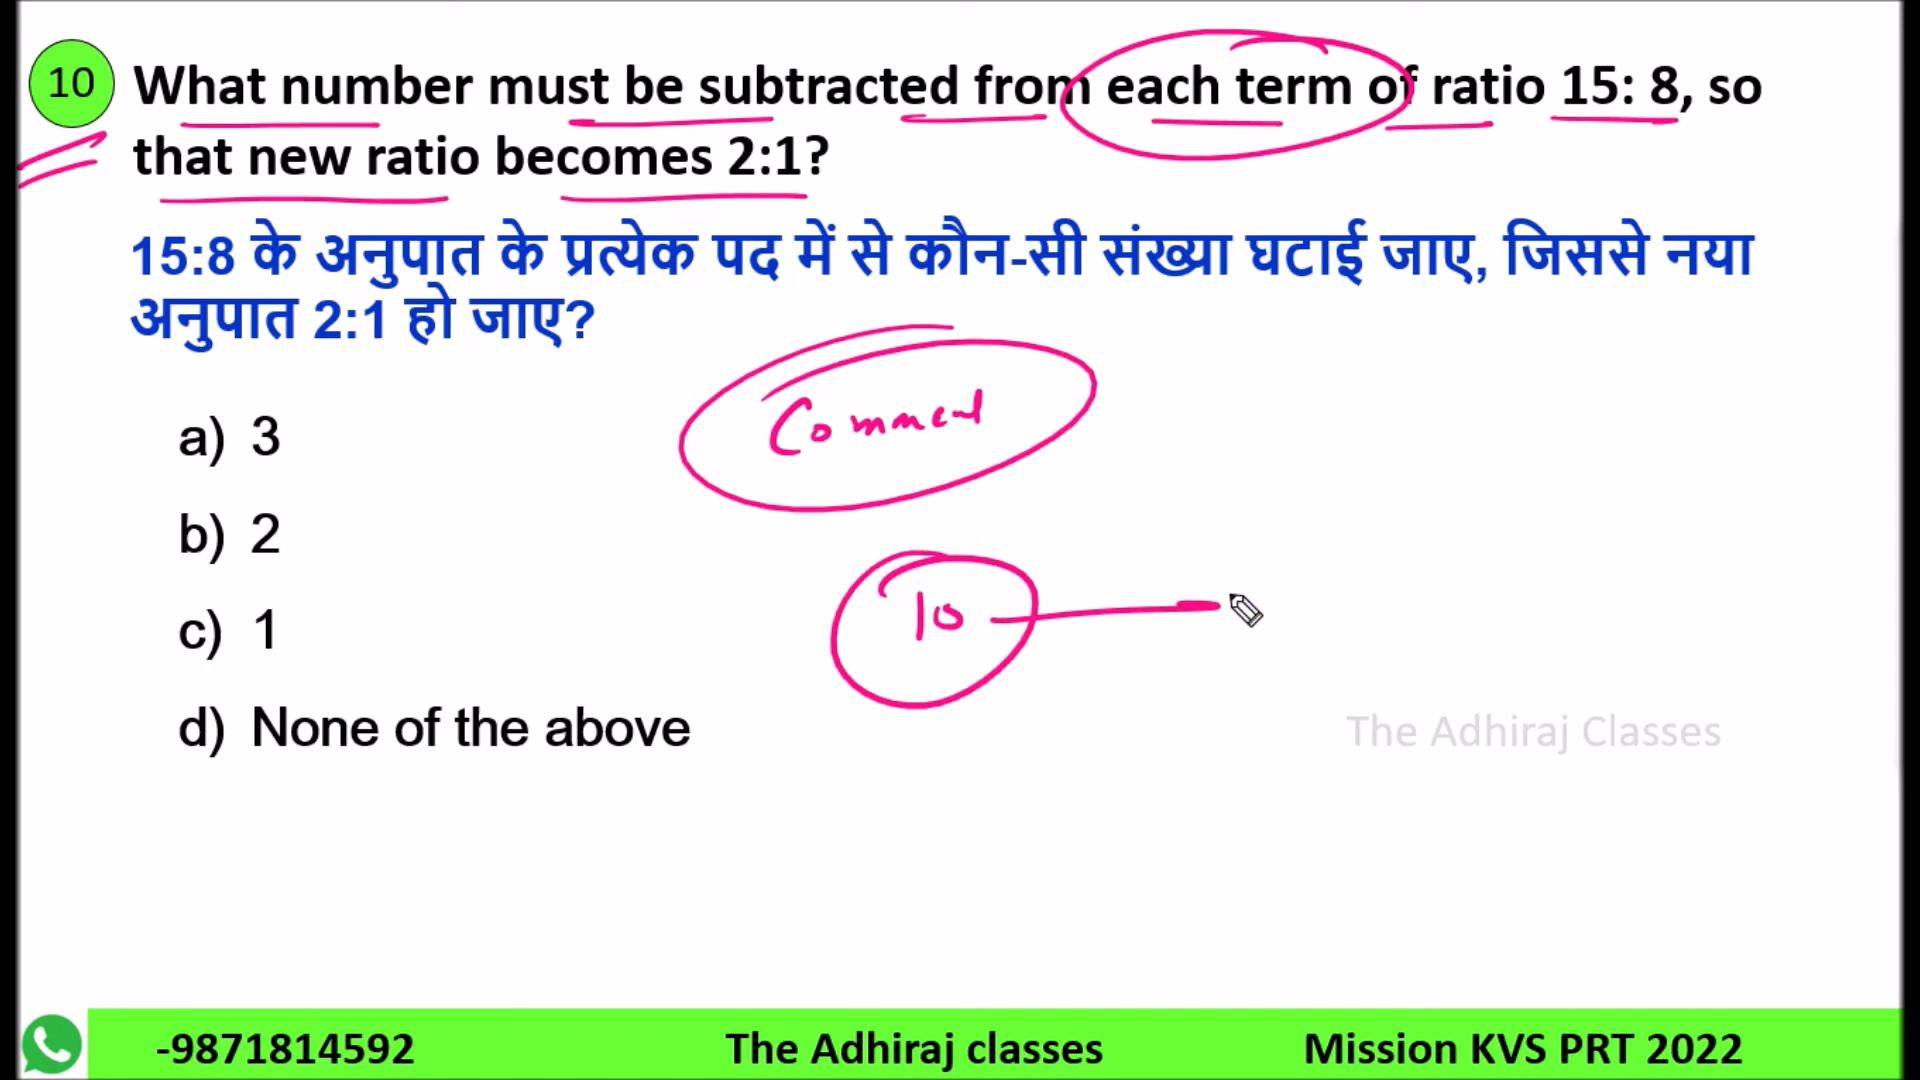 10 What number must be subtracted from each term of ratio 15: 8, so
that new ratio becomes 2:1?
15:8 के अनुपात के प्रत्येक पद में से कौन-सी संख्या घटाई जाए, जिससे नया
अनुपात 2:1 हो जाए?
Comment
a) 3
b) 2
10
c) 1
d) None of the above
The Adhiraj Classes
-9871814592 The Adhiraj classes Mission KVS PRT 2022